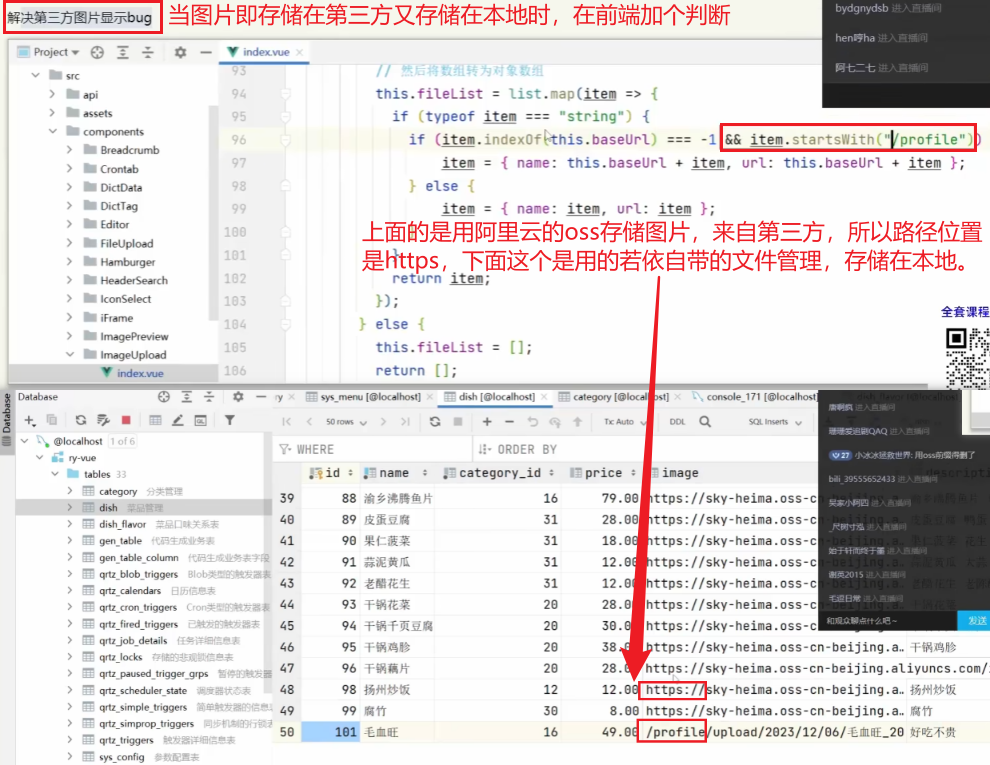 解决第三方图片显示bug
当图片即存储在第三方又存储在本地时，在前端加个判断
bydgnydsb 进入直播间
hen哼ha 进入直播间
阿七二七 进入直播间
Project
index.vue
src
api
assets
components
Breadcrumb
Crontab
DictData
DictTag
Editor
FileUpload
Hamburger
HeaderSearch
IconSelect
iFrame
ImagePreview
ImageUpload
index.vue
93 // 然后将数组转为对象数组
94 this.fileList = list.map(item => {
95 if (typeof item === "string") {
96 if (item.indexOf(this.baseUrl) === -1 && item.startsWith("/profile"))
97 item = { name: this.baseUrl + item, url: this.baseUrl + item };
98 } else {
99 item = { name: item, url: item };
100
上面的是用阿里云的oss存储图片，来自第三方，所以路径位置
是https，下面这个是用的若依自带的文件管理，存储在本地。
101
102 return item;
103 });
104 } else {
105 this.fileList = [];
106 return [];
全套课程
Database
Database
@localhost 1 of 6
ry-vue
tables 33
category 分类管理
dish 菜品管理
dish_flavor 菜品口味关系表
gen_table 代码生成业务表
gen_table_column 代码生成业务表字段
qrtz_blob_triggers Blob类型的触发器表
qrtz_calendars 日历信息表
qrtz_cron_triggers Cron类型的触发器表
qrtz_fired_triggers 已触发的触发器表
qrtz_job_details 任务详细信息表
qrtz_locks 存储的悲观锁信息表
qrtz_paused_trigger_grps 暂停的触发器
qrtz_scheduler_state 调度器状态表
qrtz_simple_triggers 简单触发器的信息
qrtz_simprop_triggers 同步机制的行锁表
qrtz_triggers 触发器详细信息表
sys_config 参数配置表
ry
sys_menu [@localhost]
dish [@localhost]
category [@localhost]
console_171 [@localhost]
50 rows
Tx: Auto
DDL
SQL Inserts
WHERE
ORDER BY
id name category_id price image
39 88 渝乡沸腾鱼片 16 79.00 https://sky-heima.oss-cn-beijing.a…
40 89 皮蛋豆腐 31 28.00 https://sky-heima.oss-cn-beijing.a…
41 90 果仁菠菜 31 18.00 https://sky-heima.oss-cn-beijing.a…
42 91 蒜泥黄瓜 31 12.00 https://sky-heima.oss-cn-beijing.a…
43 92 老醋花生 31 12.00 https://sky-heima.oss-cn-beijing.a…
44 93 干锅花菜 20 28.00 https://sky-heima.oss-cn-beijing.a…
45 94 干锅千页豆腐 20 30.00 https://sky-heima.oss-cn-beijing.a…
46 95 干锅鸡胗 20 38.00 https://sky-heima.oss-cn-beijing.a… 干锅鸡胗
47 96 干锅藕片 20 28.00 https://sky-heima.oss-cn-beijing.aliyuncs.com/
48 98 扬州炒饭 12 12.00 https://sky-heima.oss-cn-beijing.a… 扬州炒饭
49 99 腐竹 30 8.00 https://sky-heima.oss-cn-beijing.a… 腐竹
50 101 毛血旺 16 49.00 /profile/upload/2023/12/06/毛血旺_20 好吃不贵
进入直播间
珊珊爱追剧QAQ 进入直播间
27 小冰冰拯救世界: 用oss前留得删了
bili_39555652433 进入直播间
吴家小阿四 进入直播间
_尺树寸泓 进入直播间
始于轩而终于墨 进入直播间
谢英2015 进入直播间
毛逗日常 进入直播间
和观众聊点什么吧~
发送